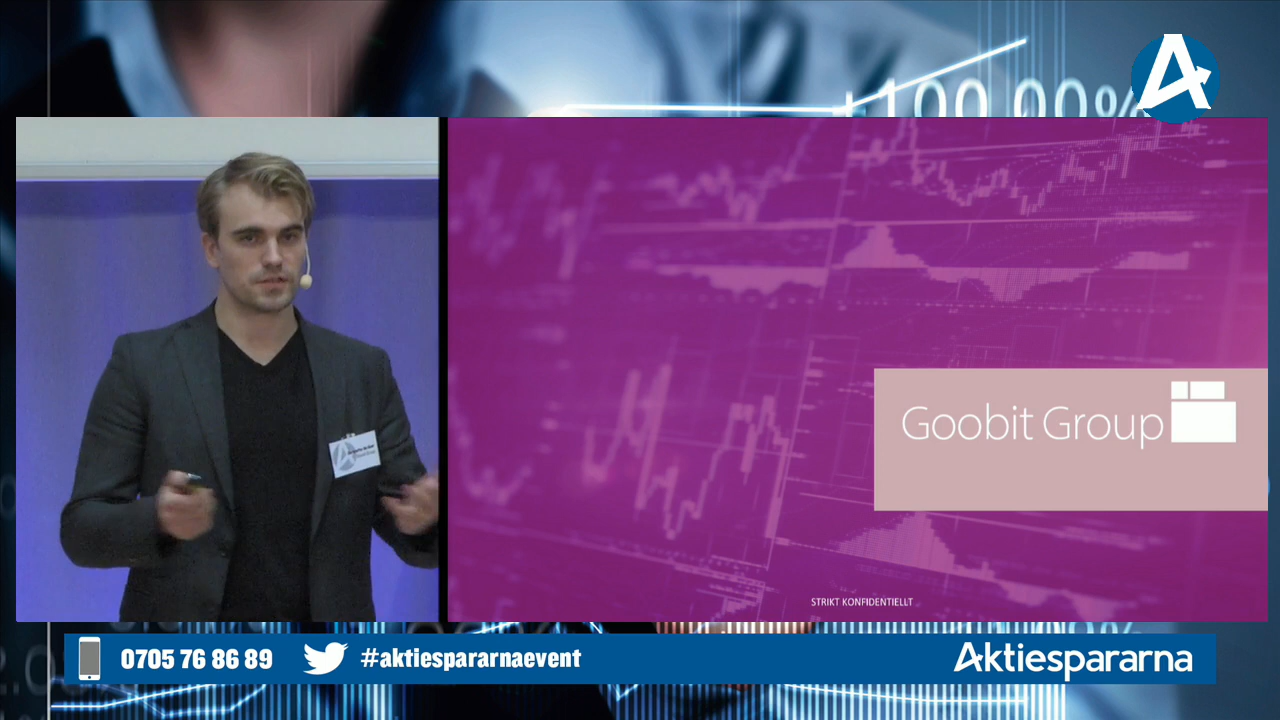 +100.00%
Goobit Group
STRIKT KONFIDENTIELLT
0705 76 86 89
#aktiespararnaevent
Aktiespararna